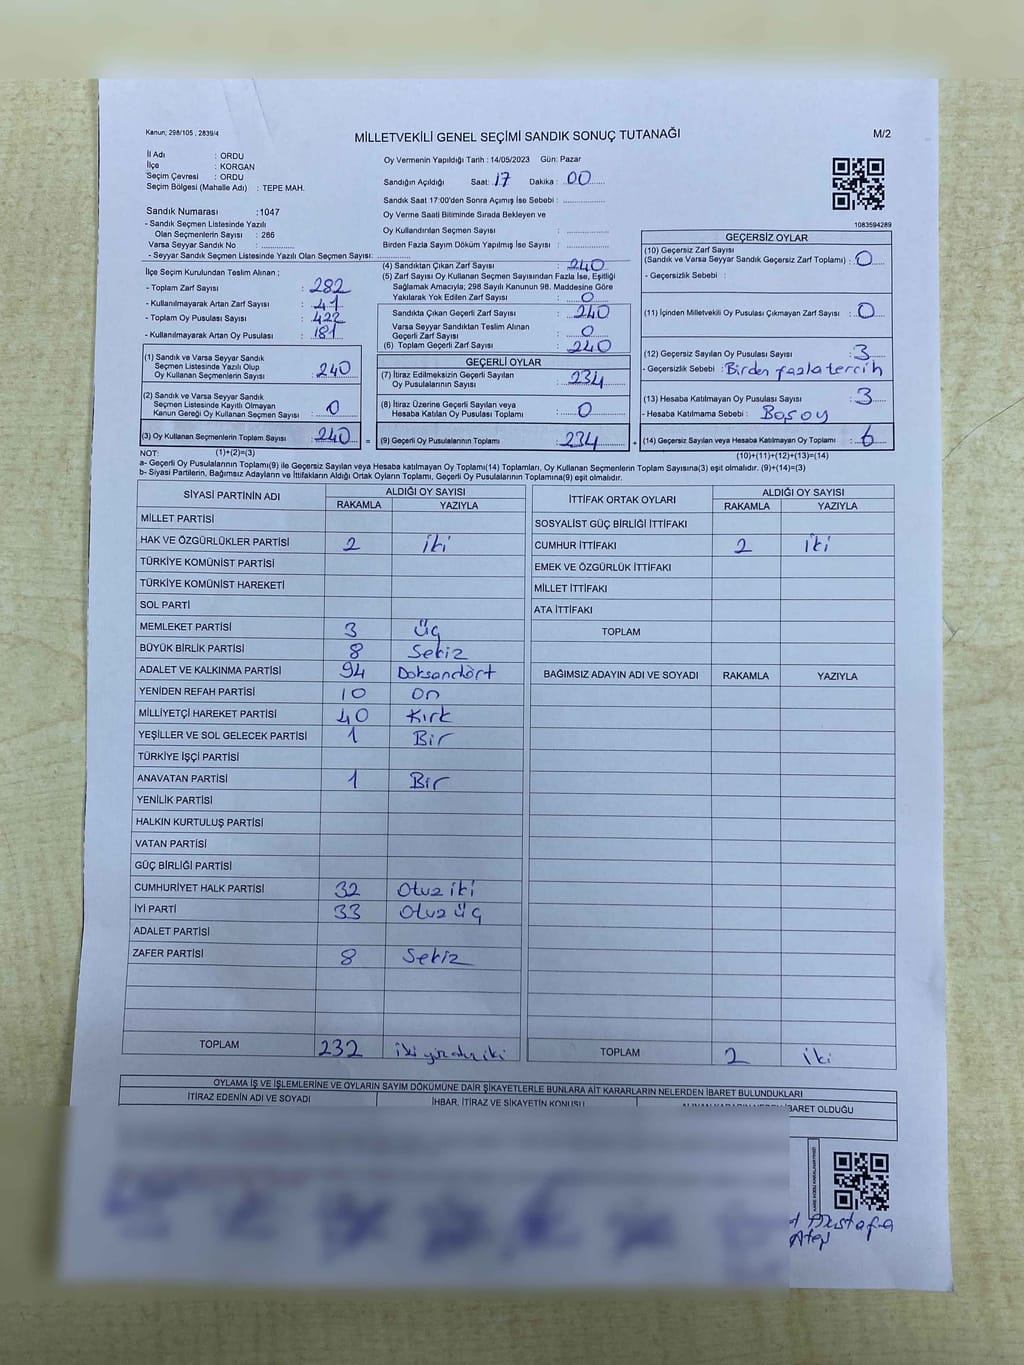 Kanun; 298/105 , 2839/4
MİLLETVEKİLİ GENEL SEÇİMİ SANDIK SONUÇ TUTANAĞI
M/2
İl Adı : ORDU
İlçe : KORGAN
Seçim Çevresi : ORDU
Seçim Bölgesi (Mahalle Adı) : TEPE MAH.
Sandık Numarası :1047
- Sandık Seçmen Listesinde Yazılı
Olan Seçmenlerin Sayısı : 286
Varsa Seyyar Sandık No : ..............
- Seyyar Sandık Seçmen Listesinde Yazılı Olan Seçmen Sayısı: ..............
Oy Vermenin Yapıldığı Tarih : 14/05/2023 Gün: Pazar
Sandığın Açıldığı Saat: 17 Dakika : 00
Sandık Saat 17:00'den Sonra Açımış İse Sebebi : ..............
Oy Verme Saati Bitiminde Sırada Bekleyen ve
Oy Kullandırılan Seçmen Sayısı : ..............
Birden Fazla Sayım Döküm Yapılmış İse Sayısı : ..............
1083594289
İlçe Seçim Kurulundan Teslim Alınan ;
- Toplam Zarf Sayısı : 282
- Kullanılmayarak Artan Zarf Sayısı : 41
- Toplam Oy Pusulası Sayısı : 422
- Kullanılmayarak Artan Oy Pusulası : 181
(1) Sandık ve Varsa Seyyar Sandık
Seçmen Listesinde Yazılı Olup
Oy Kullanan Seçmenlerin Sayısı : 240
(2) Sandık ve Varsa Seyyar Sandık
Seçmen Listesinde Kayıtlı Olmayan
Kanun Gereği Oy Kullanan Seçmen Sayısı : 0
(3) Oy Kullanan Seçmenlerin Toplam Sayısı : 240 =
(4) Sandıktan Çıkan Zarf Sayısı : 240
(5) Zarf Sayısı Oy Kullanan Seçmen Sayısından Fazla İse, Eşitliği
Sağlamak Amacıyla; 298 Sayılı Kanunun 98. Maddesine Göre
Yakılarak Yok Edilen Zarf Sayısı : 0
Sandıkta Çıkan Geçerli Zarf Sayısı : 240
Varsa Seyyar Sandıktan Teslim Alınan
Geçerli Zarf Sayısı : 0
(6) Toplam Geçerli Zarf Sayısı : 240
GEÇERLİ OYLAR
(7) İtiraz Edilmeksizin Geçerli Sayılan
Oy Pusulalarının Sayısı : 234
(8) İtiraz Üzerine Geçerli Sayılan veya
Hesaba Katılan Oy Pusulası Toplamı : 0
(9) Geçerli Oy Pusulalarının Toplamı : 234 +
GEÇERSİZ OYLAR
(10) Geçersiz Zarf Sayısı
(Sandık ve Varsa Seyyar Sandık Geçersiz Zarf Toplamı) : 0
- Geçersizlik Sebebi :
(11) İçinden Milletvekili Oy Pusulası Çıkmayan Zarf Sayısı : 0
(12) Geçersiz Sayılan Oy Pusulası Sayısı : 3
- Geçersizlik Sebebi : Birden fazla tercih
(13) Hesaba Katılmayan Oy Pusulası Sayısı : 3
- Hesaba Katılmama Sebebi : Boş oy
(14) Geçersiz Sayılan veya Hesaba Katılmayan Oy Toplamı : 6
NOT: (1)+(2)=(3)
(10)+(11)+(12)+(13)=(14)
a- Geçerli Oy Pusulalarının Toplamı(9) ile Geçersiz Sayılan veya Hesaba Katılmayan Oy Toplamı(14) Toplamları, Oy Kullanan Seçmenlerin Toplam Sayısına(3) eşit olmalıdır. (9)+(14)=(3)
b- Siyasi Partilerin, Bağımsız Adayların ve İttifakların Aldığı Ortak Oyların Toplamı, Geçerli Oy Pusulalarının Toplamına(9) eşit olmalıdır.
SİYASİ PARTİNİN ADI ALDIĞI OY SAYISI
RAKAMLA YAZIYLA
MİLLET PARTİSİ
HAK VE ÖZGÜRLÜKLER PARTİSİ 2 iki
TÜRKİYE KOMÜNİST PARTİSİ
TÜRKİYE KOMÜNİST HAREKETİ
SOL PARTİ
MEMLEKET PARTİSİ 3 Üç
BÜYÜK BİRLİK PARTİSİ 8 Sekiz
ADALET VE KALKINMA PARTİSİ 94 Doksandört
YENİDEN REFAH PARTİSİ 10 On
MİLLİYETÇİ HAREKET PARTİSİ 40 Kırk
YEŞİLLER VE SOL GELECEK PARTİSİ 1 Bir
TÜRKİYE İŞÇİ PARTİSİ
ANAVATAN PARTİSİ 1 Bir
YENİLİK PARTİSİ
HALKIN KURTULUŞ PARTİSİ
VATAN PARTİSİ
GÜÇ BİRLİĞİ PARTİSİ
CUMHURİYET HALK PARTİSİ 32 Otuz iki
İYİ PARTİ 33 Otuz üç
ADALET PARTİSİ
ZAFER PARTİSİ 8 Sekiz
TOPLAM 232 iki yüz otuz iki
İTTİFAK ORTAK OYLARI ALDIĞI OY SAYISI
RAKAMLA YAZIYLA
SOSYALİST GÜÇ BİRLİĞİ İTTİFAKI
CUMHUR İTTİFAKI 2 iki
EMEK VE ÖZGÜRLÜK İTTİFAKI
MİLLET İTTİFAKI
ATA İTTİFAKI
TOPLAM
BAĞIMSIZ ADAYIN ADI VE SOYADI RAKAMLA YAZIYLA
TOPLAM 2 iki
OYLAMA İŞ VE İŞLEMLERİNE VE OYLARIN SAYIM DÖKÜMÜNE DAİR ŞİKAYETLERLE BUNLARA AİT KARARLARIN NELERDEN İBARET BULUNDUKLARI
İTİRAZ EDENİN ADI VE SOYADI İHBAR, İTİRAZ VE ŞİKAYETİN KONUSU ALINAN KARARIN NEDEN İBARET OLDUĞU
Mustafa